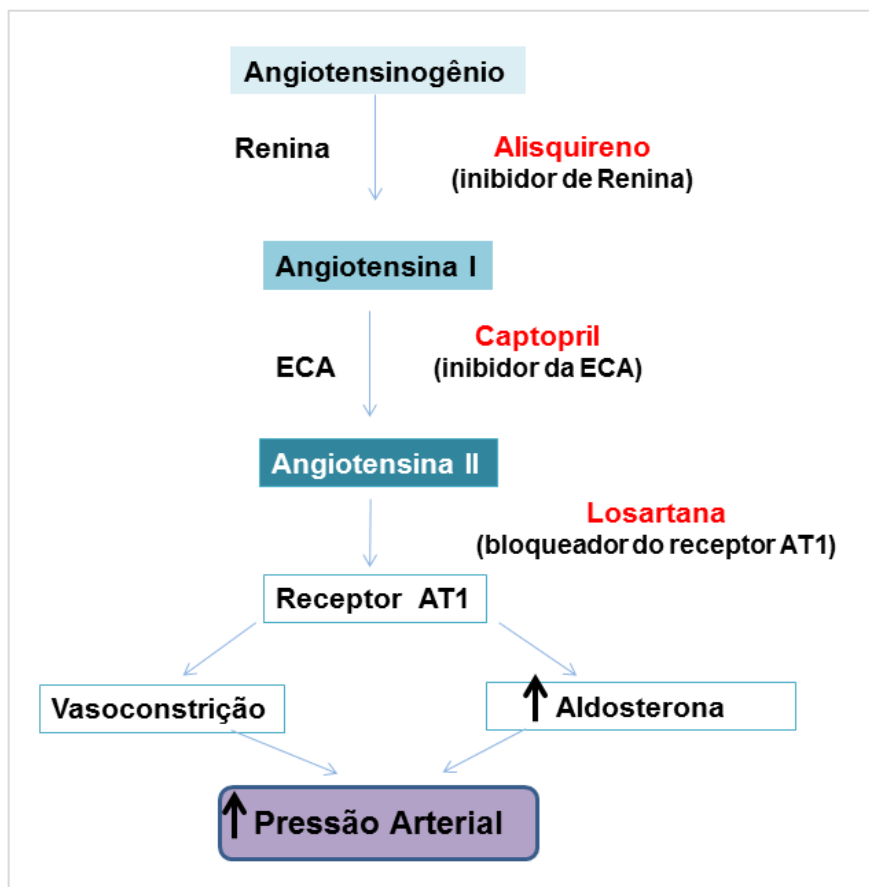 Angiotensinogênio
Renina
Alisquireno
(inibidor de Renina)
Angiotensina I
ECA
Captopril
(inibidor da ECA)
Angiotensina II
Losartana
(bloqueador do receptor AT1)
Receptor AT1
Vasoconstrição
↑ Aldosterona
↑ Pressão Arterial